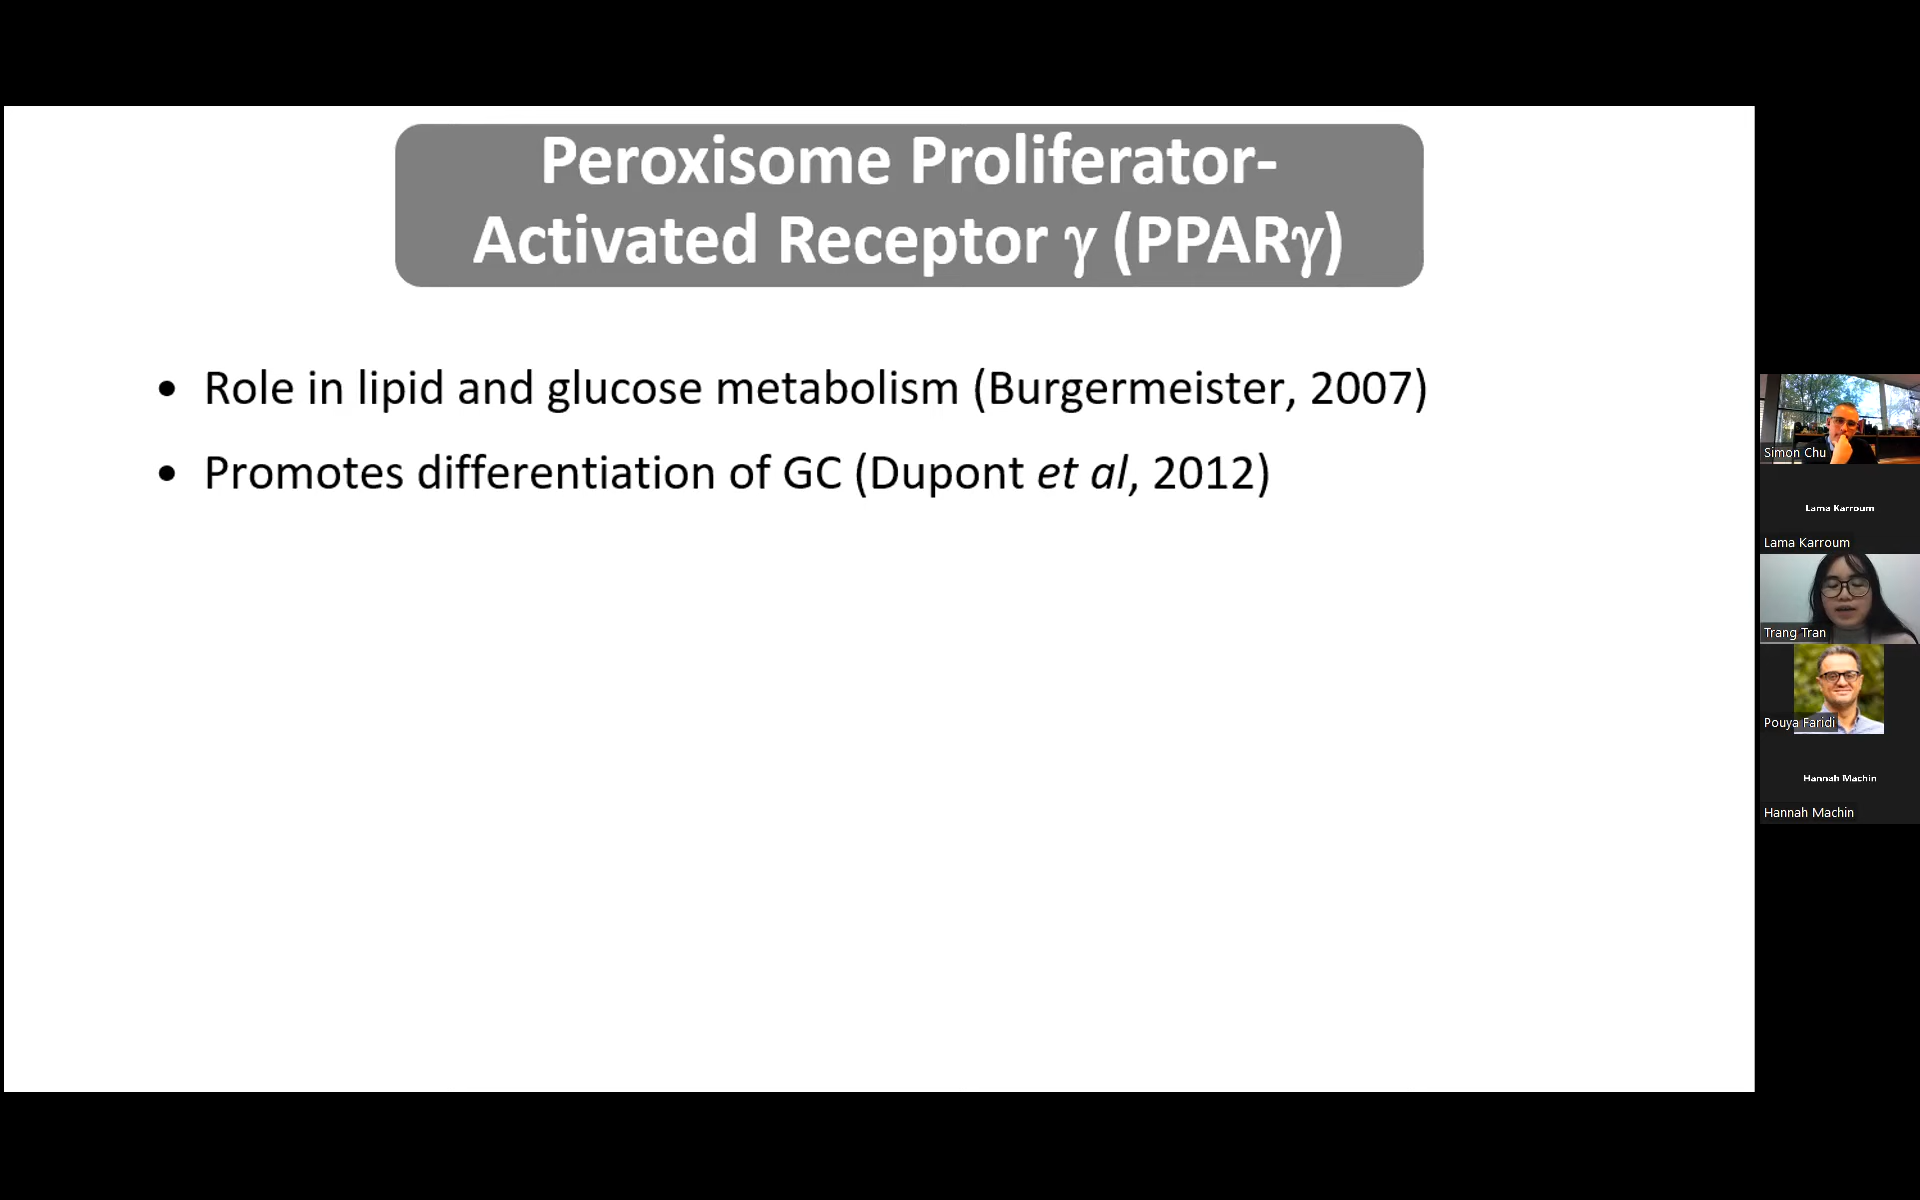 Peroxisome Proliferator-
Activated Receptor γ (PPARγ)
• Role in lipid and glucose metabolism (Burgermeister, 2007)
• Promotes differentiation of GC (Dupont et al, 2012)
Simon Chu
Lama Karroum
Lama Karroum
Trang Tran
Pouya Faridi
Hannah Machin
Hannah Machin